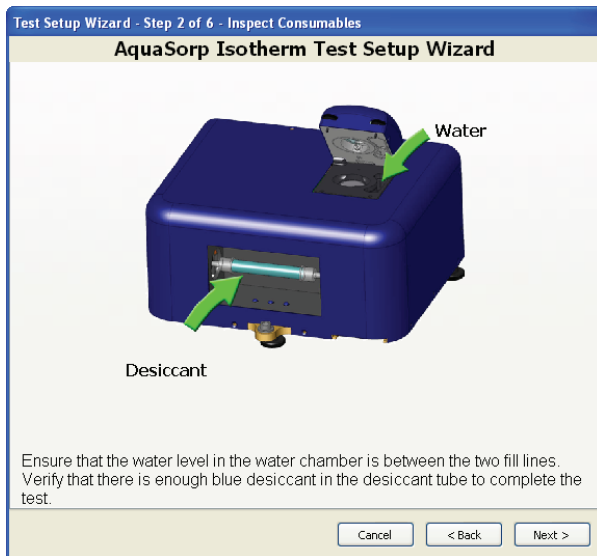 Test Setup Wizard - Step 2 of 6 - Inspect Consumables
AquaSorp Isotherm Test Setup Wizard
Water
Desiccant
Ensure that the water level in the water chamber is between the two fill lines.
Verify that there is enough blue desiccant in the desiccant tube to complete the
test.
Cancel
< Back
Next >